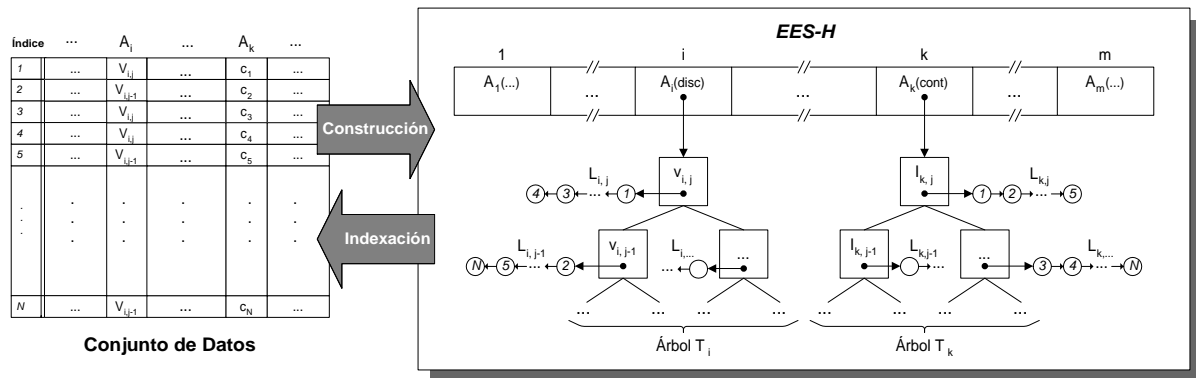 Índice ... A_i ... A_k ...
1 ... V_i,j ... c_1 ...
2 ... V_i,j-1 ... c_2 ...
3 ... V_i,j ... c_3 ...
4 ... V_i,j ... c_4 ...
5 ... V_i,j-1 ... c_5 ...
. . . . . .
. . . . . .
. . . . . .
N ... V_i,j-1 ... c_N ...
Conjunto de Datos
Construcción
Indexación
EES-H
1 i k m
A_1(...) ... A_i(disc) ... A_k(cont) ... A_m(...)
4 3 ... L_i, j 1 v_i, j
I_k, j 1 2 ... L_k,j 5
N 5 ... L_i, j-1 2 v_i, j-1
... L_i,... ...
I_k, j-1 L_k,j-1 ...
... 3 4 ... L_k,... N
... ... ... ... ... ... ... ...
Árbol T_i
Árbol T_k